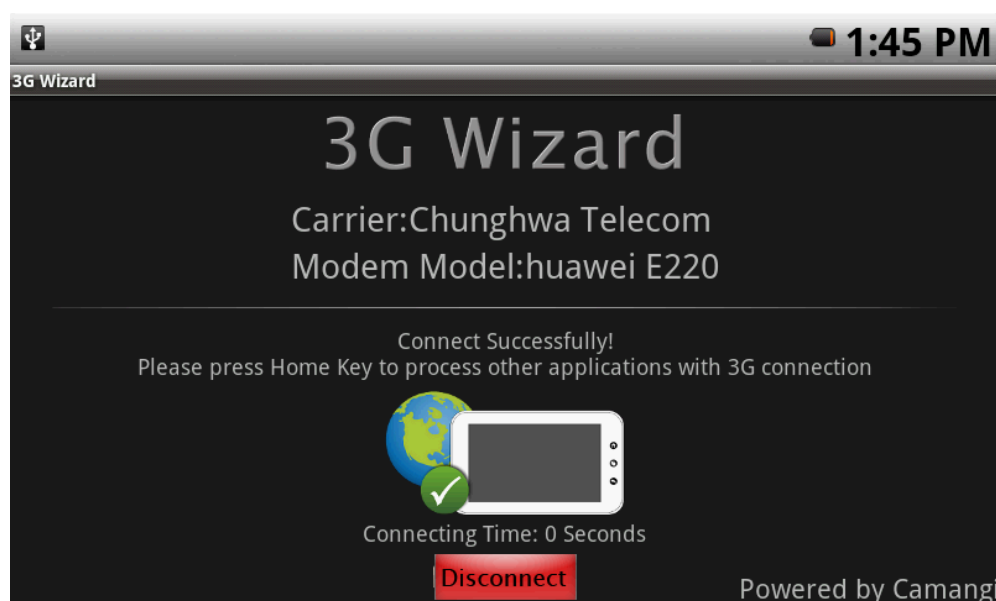 1:45 PM
3G Wizard
3G Wizard
Carrier:Chunghwa Telecom
Modem Model:huawei E220
Connect Successfully!
Please press Home Key to process other applications with 3G connection
Connecting Time: 0 Seconds
Disconnect
Powered by Camangi